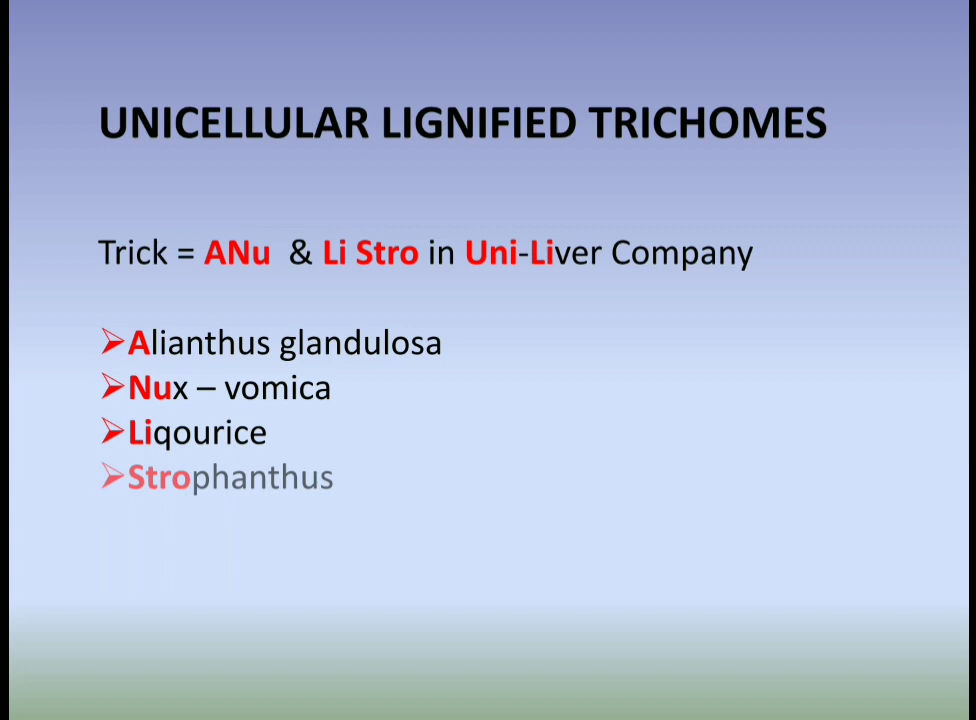 UNICELLULAR LIGNIFIED TRICHOMES
Trick = ANu & Li Stro in Uni-Liver Company
➢Alianthus glandulosa
➢Nux – vomica
➢Liqourice
➢Strophanthus